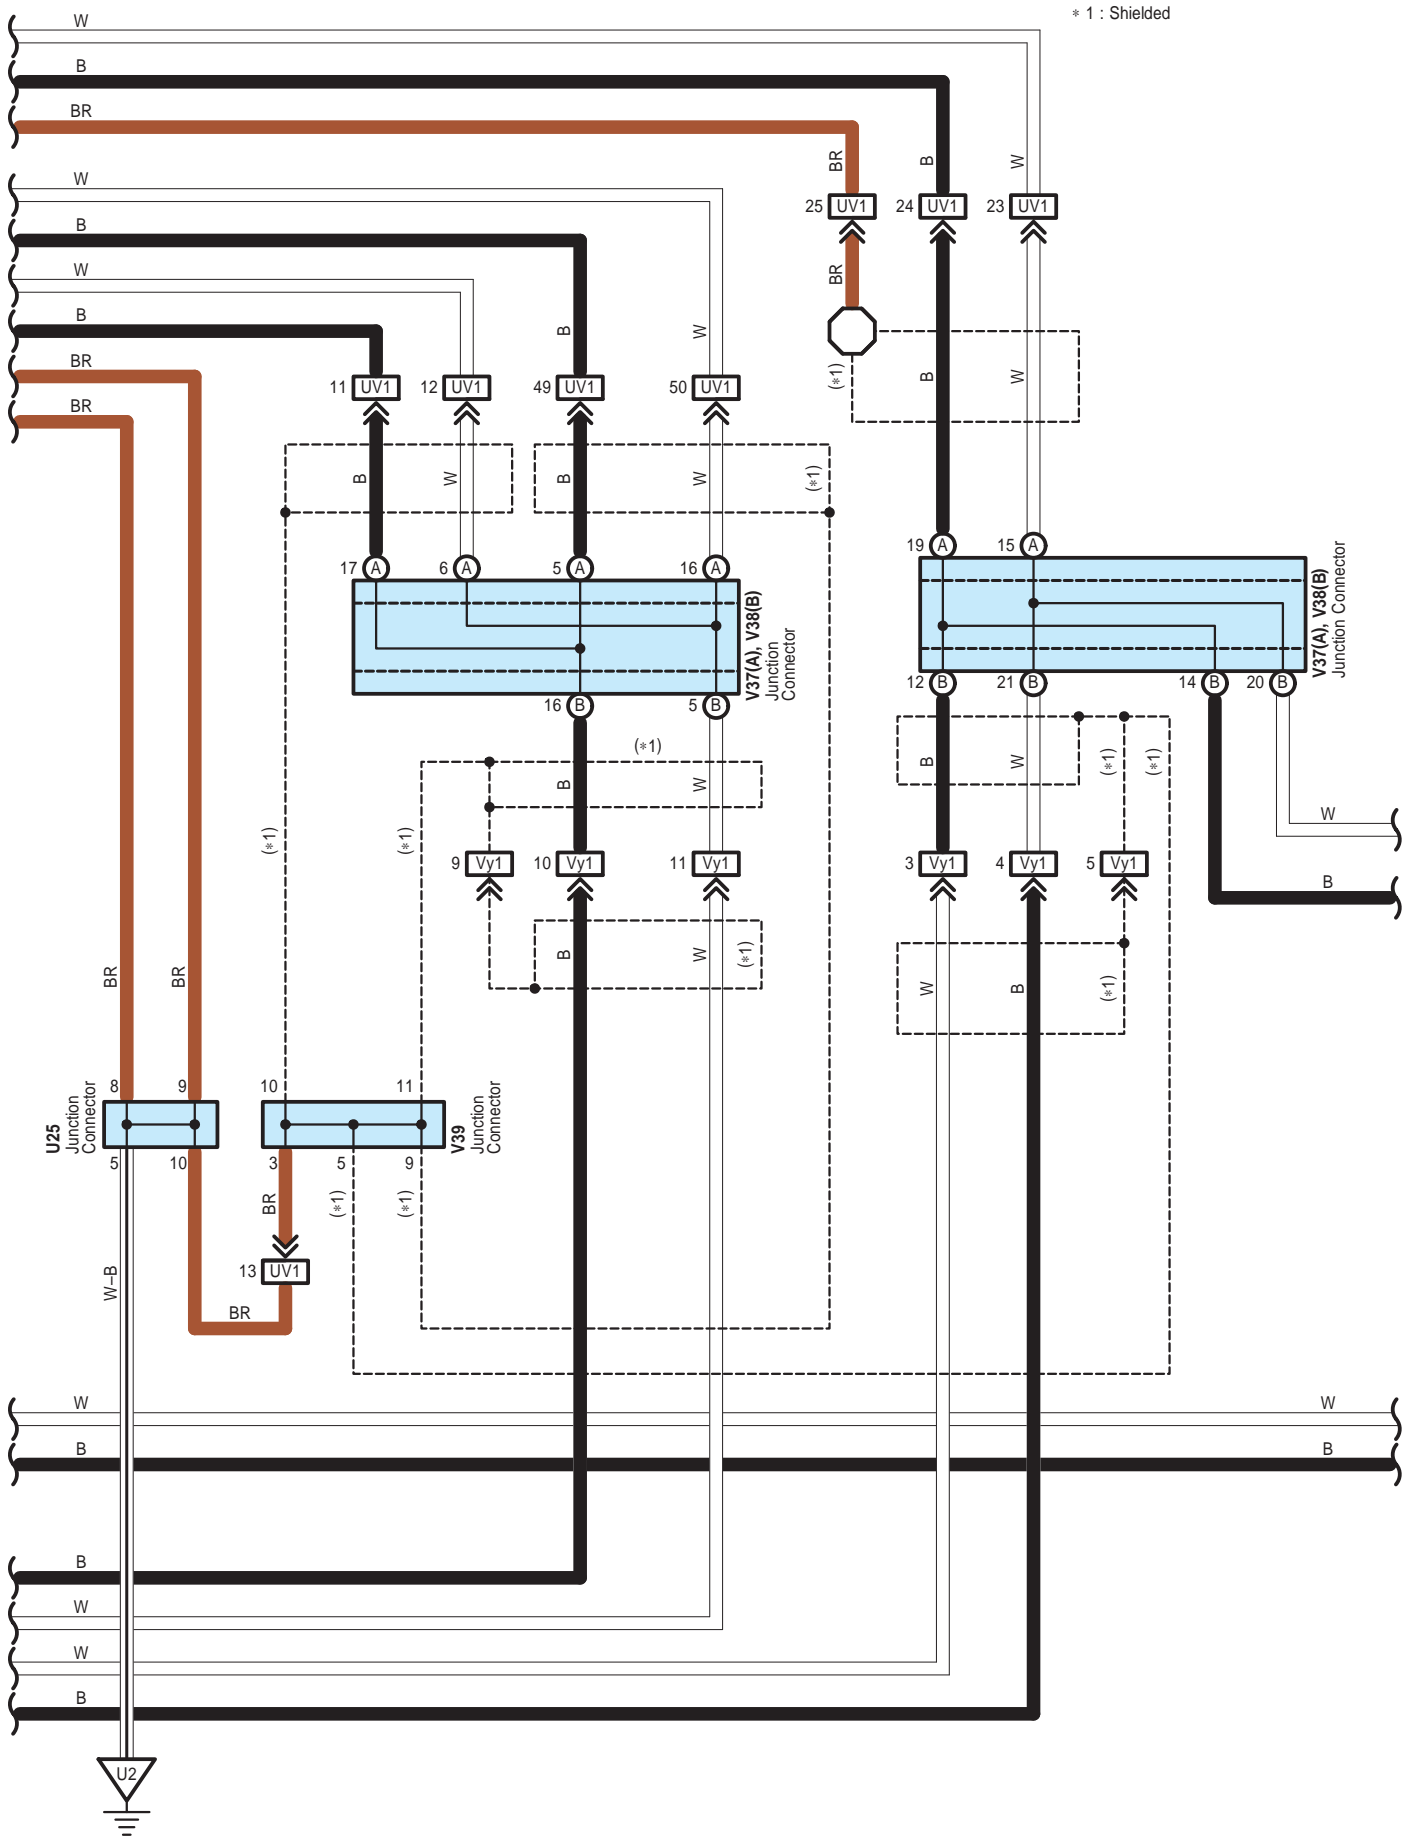 ∗ 1 : Shielded
W
B
BR
BR
B
W
W
25 UV1
24 UV1
23 UV1
B
W
BR
B
B
W
BR
(∗1)
B
W
BR
11 UV1
12 UV1
49 UV1
50 UV1
B
W
B
W
(∗1)
19 A
15 A
17 A
6 A
5 A
16 A
V37(A), V38(B)
Junction
Connector
V37(A), V38(B)
Junction Connector
12 B
21 B
14 B
20 B
16 B
5 B
(∗1)
B
W
B
W
(∗1)
(∗1)
(∗1)
(∗1)
W
9 Vy1
10 Vy1
11 Vy1
3 Vy1
4 Vy1
5 Vy1
B
B
W
(∗1)
BR
BR
W
B
(∗1)
8
9
10
11
U25
Junction
Connector
V39
Junction
Connector
5
10
3
5
9
BR
(∗1)
(∗1)
W–B
13 UV1
BR
W
W
B
B
B
W
W
B
U2